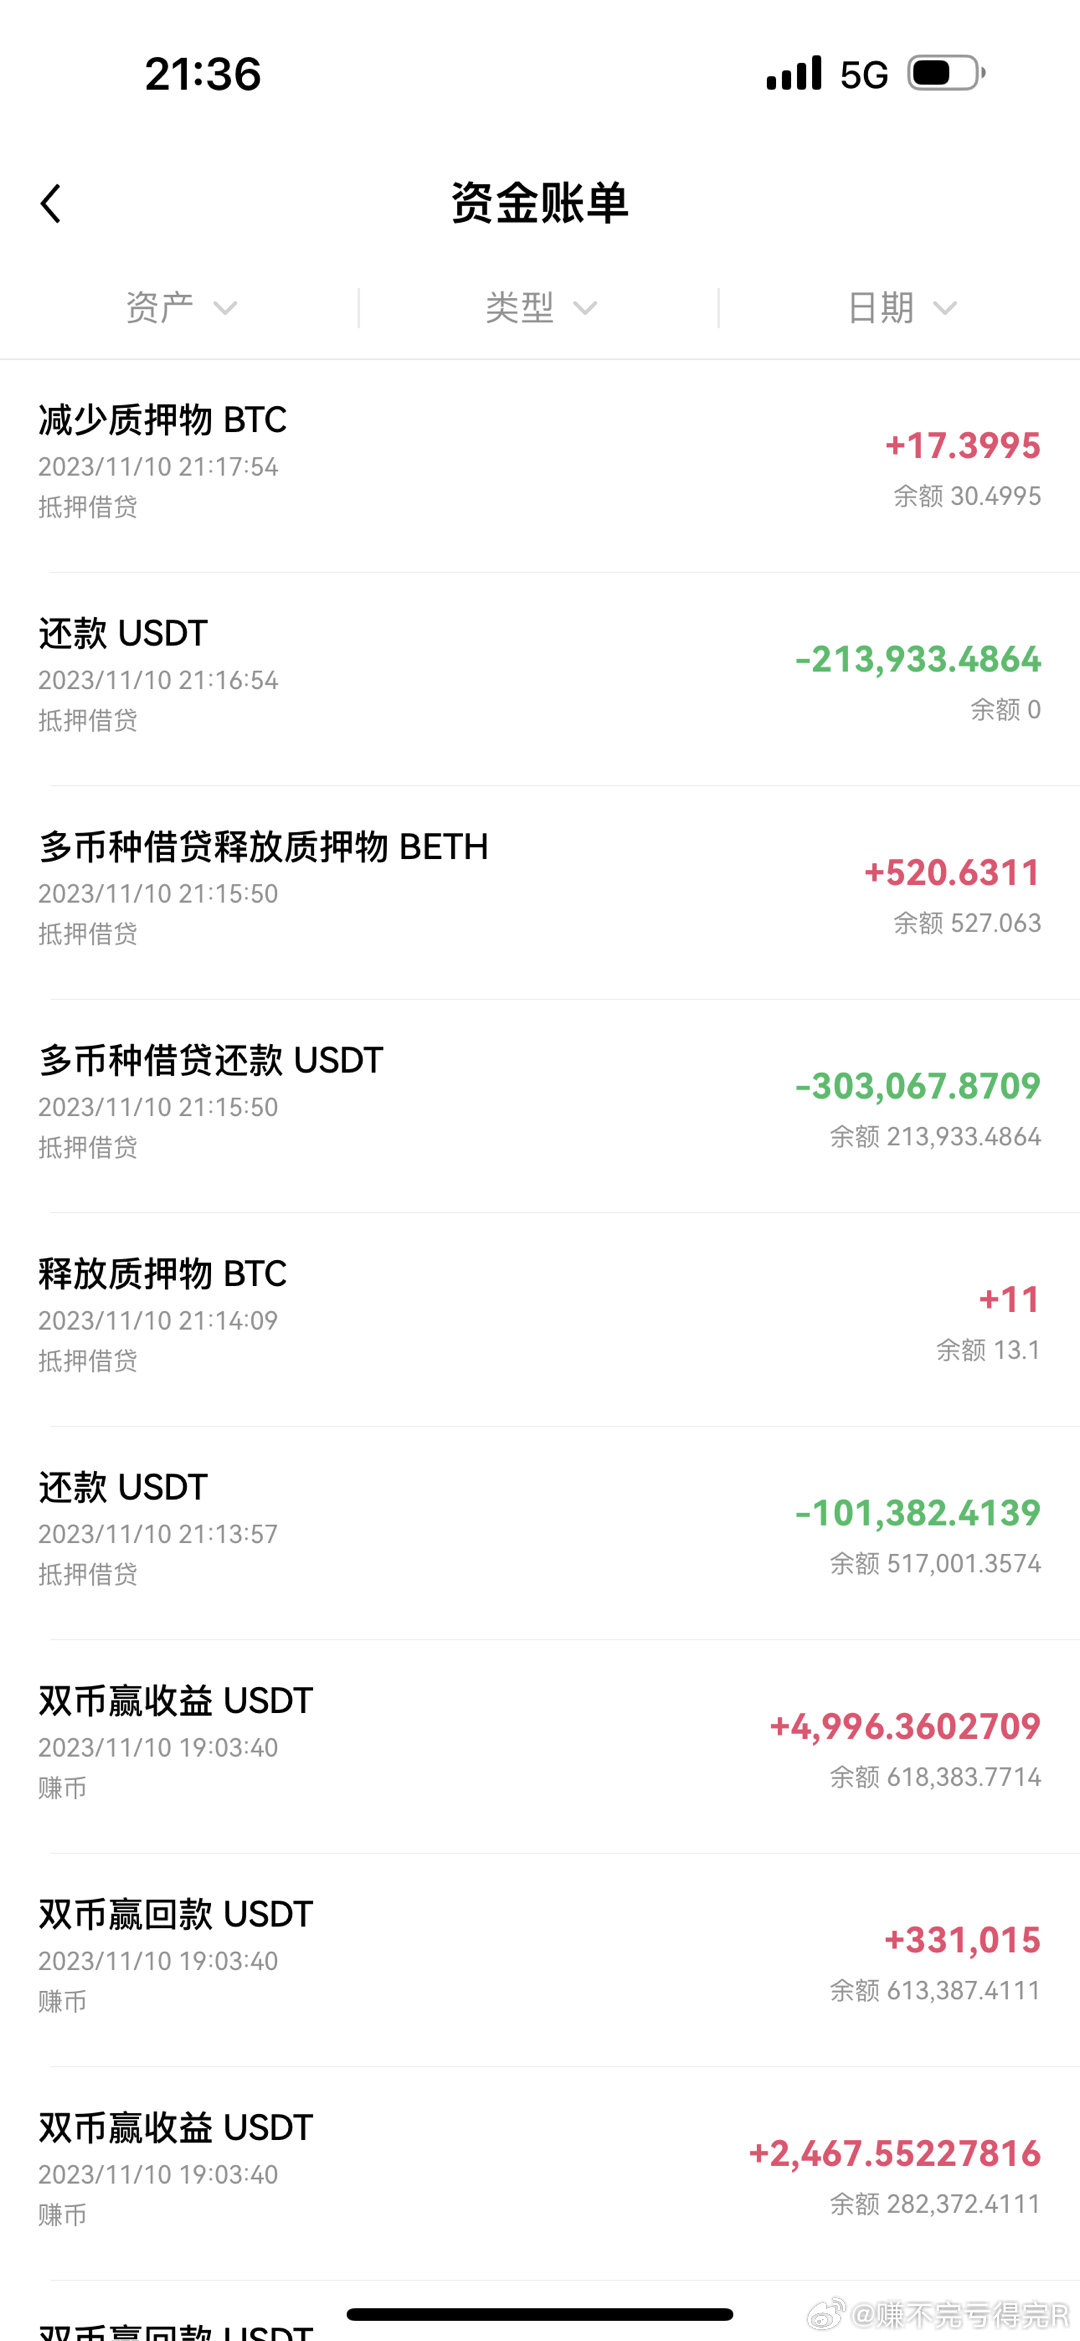 21:36
5G
资金账单
资产
类型
日期
减少质押物 BTC
2023/11/10 21:17:54
抵押借贷
+17.3995
余额 30.4995
还款 USDT
2023/11/10 21:16:54
抵押借贷
-213,933.4864
余额 0
多币种借贷释放质押物 BETH
2023/11/10 21:15:50
抵押借贷
+520.6311
余额 527.063
多币种借贷还款 USDT
2023/11/10 21:15:50
抵押借贷
-303,067.8709
余额 213,933.4864
释放质押物 BTC
2023/11/10 21:14:09
抵押借贷
+11
余额 13.1
还款 USDT
2023/11/10 21:13:57
抵押借贷
-101,382.4139
余额 517,001.3574
双币赢收益 USDT
2023/11/10 19:03:40
赚币
+4,996.3602709
余额 618,383.7714
双币赢回款 USDT
2023/11/10 19:03:40
赚币
+331,015
余额 613,387.4111
双币赢收益 USDT
2023/11/10 19:03:40
赚币
+2,467.55227816
余额 282,372.4111
双币赢回款 USDT
@赚不完亏得完R